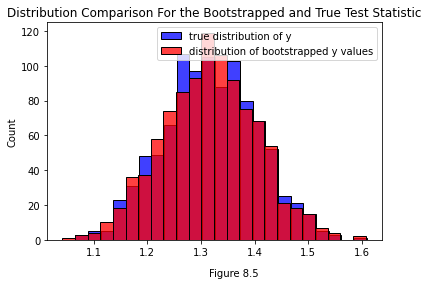 Distribution Comparison For the Bootstrapped and True Test Statistic
true distribution of y
distribution of bootstrapped y values
120
100
80
60
40
20
0
Count
1.1 1.2 1.3 1.4 1.5 1.6
Figure 8.5